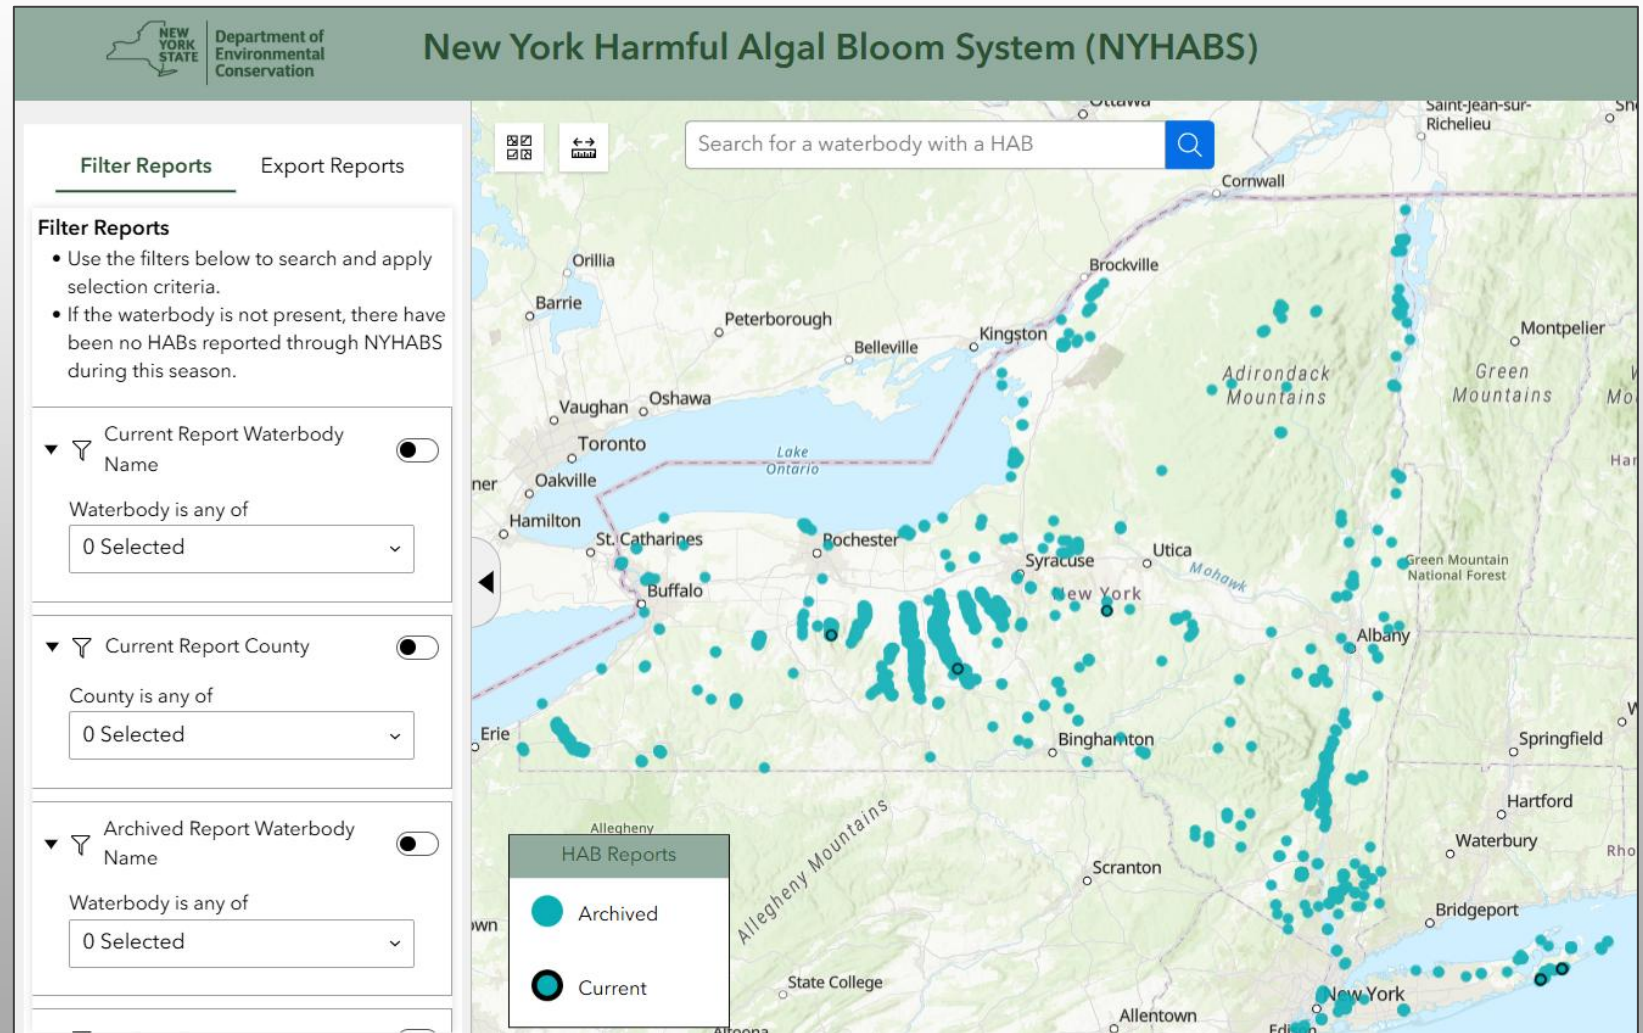 NEW
YORK
STATE
Department of
Environmental
Conservation
New York Harmful Algal Bloom System (NYHABS)
Filter Reports
Export Reports
Filter Reports
• Use the filters below to search and apply
selection criteria.
• If the waterbody is not present, there have
been no HABs reported through NYHABS
during this season.
Current Report Waterbody
Name
Waterbody is any of
0 Selected
Current Report County
County is any of
0 Selected
Archived Report Waterbody
Name
Waterbody is any of
0 Selected
Search for a waterbody with a HAB
Ottawa
Saint-Jean-sur-
Richelieu
Cornwall
Orillia
Brockville
Barrie
Peterborough
Kingston
Montpelier
Belleville
Adirondack
Mountains
Green
Mountains
Vaughan
Oshawa
Toronto
Lake
Ontario
Oakville
Hamilton
St. Catharines
Rochester
Syracuse
Utica
Mohawk
Green Mountain
National Forest
Buffalo
New York
Albany
Erie
Binghamton
Springfield
Hartford
Allegheny
Waterbury
Allegheny Mountains
Scranton
Bridgeport
State College
New York
Allentown
Altoona
Edison
HAB Reports
Archived
Current